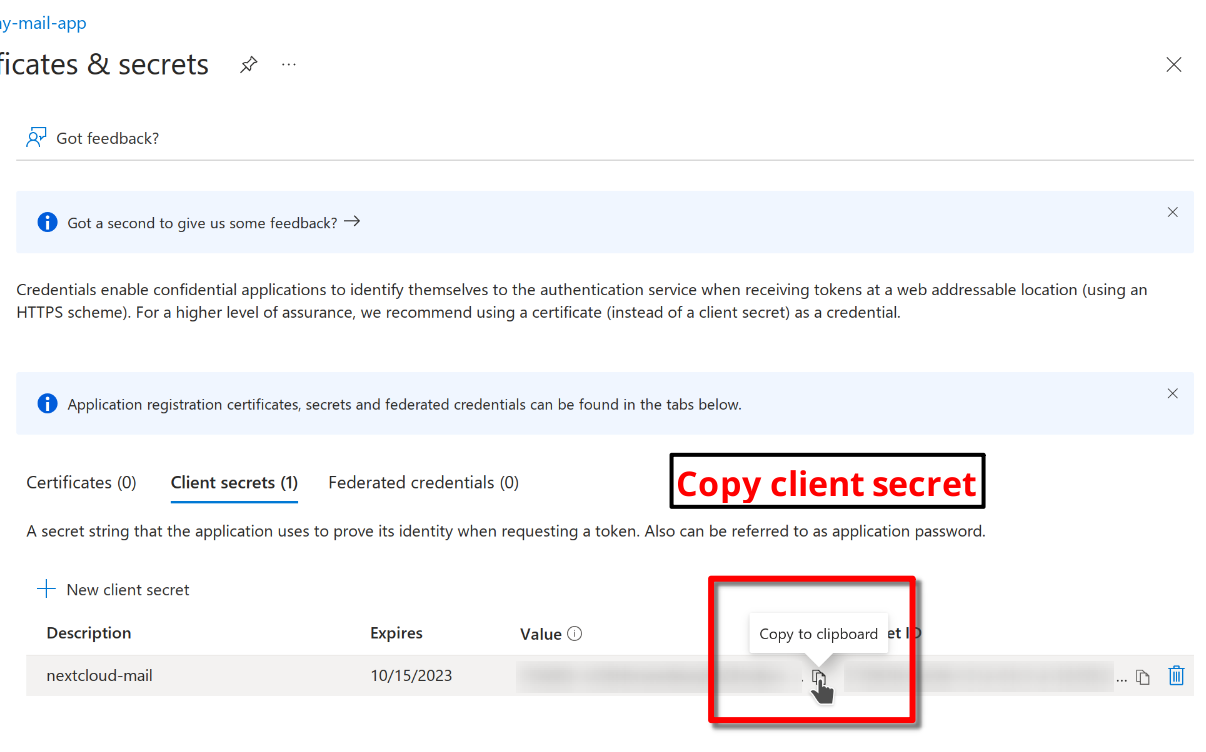 ny-mail-app
ficates & secrets
Got feedback?
Got a second to give us some feedback?
Credentials enable confidential applications to identify themselves to the authentication service when receiving tokens at a web addressable location (using an
HTTPS scheme). For a higher level of assurance, we recommend using a certificate (instead of a client secret) as a credential.
Application registration certificates, secrets and federated credentials can be found in the tabs below.
Certificates (0) Client secrets (1) Federated credentials (0)
Copy client secret
A secret string that the application uses to prove its identity when requesting a token. Also can be referred to as application password.
New client secret
Description Expires Value et ID
Copy to clipboard
nextcloud-mail 10/15/2023 ...